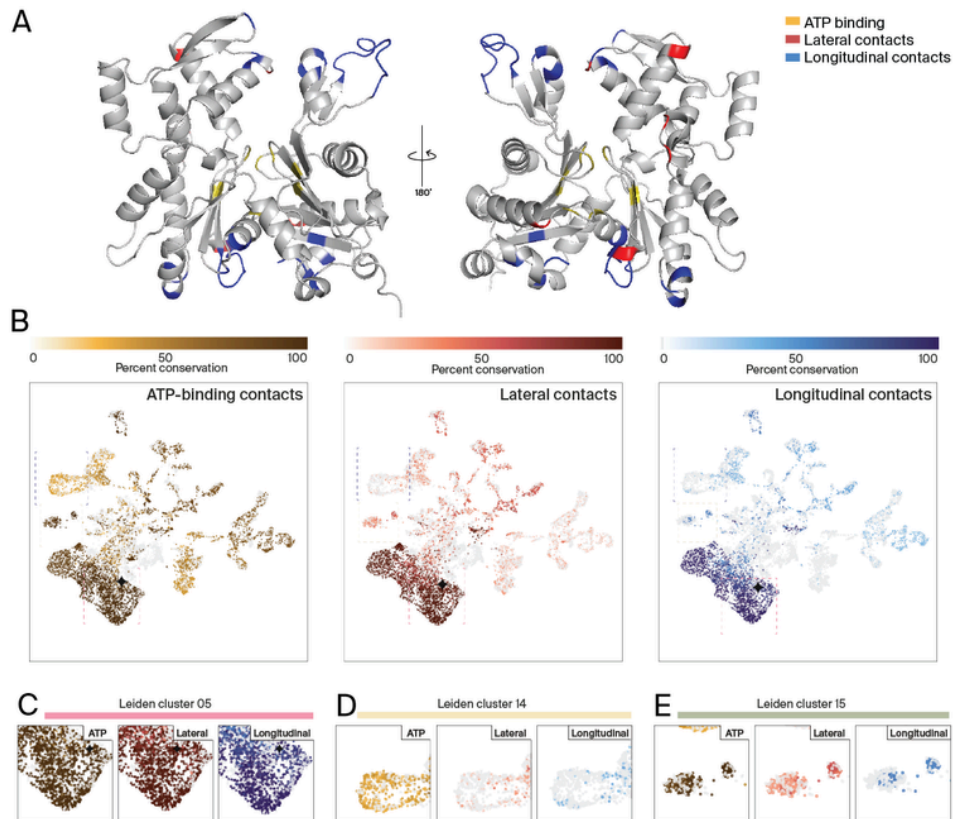 A
ATP binding
Lateral contacts
Longitudinal contacts
180°
B
0 50 100
Percent conservation
0 50 100
Percent conservation
0 50 100
Percent conservation
ATP-binding contacts
Lateral contacts
Longitudinal contacts
C
Leiden cluster 05
ATP
Lateral
Longitudinal
D
Leiden cluster 14
ATP
Lateral
Longitudinal
E
Leiden cluster 15
ATP
Lateral
Longitudinal